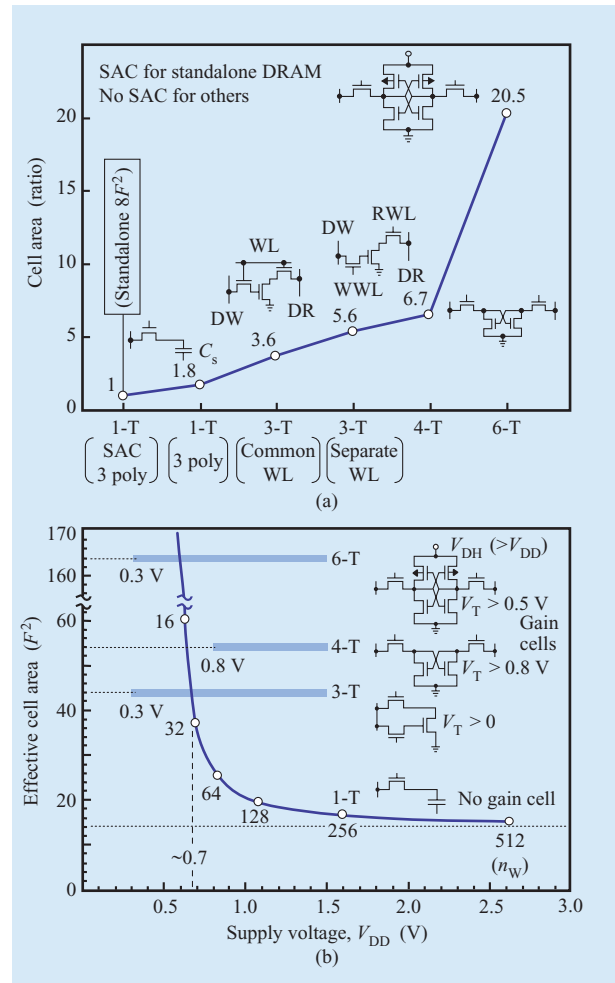 SAC for standalone DRAM
No SAC for others
Cell area (ratio)
20
15
10
5
0
(Standalone 8F²)
1
1.8
3.6
5.6
6.7
20.5
Cs
WL
DW
DR
DW
RWL
WWL
DR
1-T
1-T
3-T
3-T
4-T
6-T
(SAC 3 poly)
(3 poly)
(Common WL)
(Separate WL)
(a)
Effective cell area (F²)
170
160
60
40
20
0
6-T
0.3 V
16
4-T
0.8 V
3-T
0.3 V
32
64
128
1-T
256
512
(nW)
~0.7
VDH (>VDD)
VT > 0.5 V
Gain cells
VT > 0.8 V
VT > 0
No gain cell
0.5
1.0
1.5
2.0
2.5
3.0
Supply voltage, VDD (V)
(b)